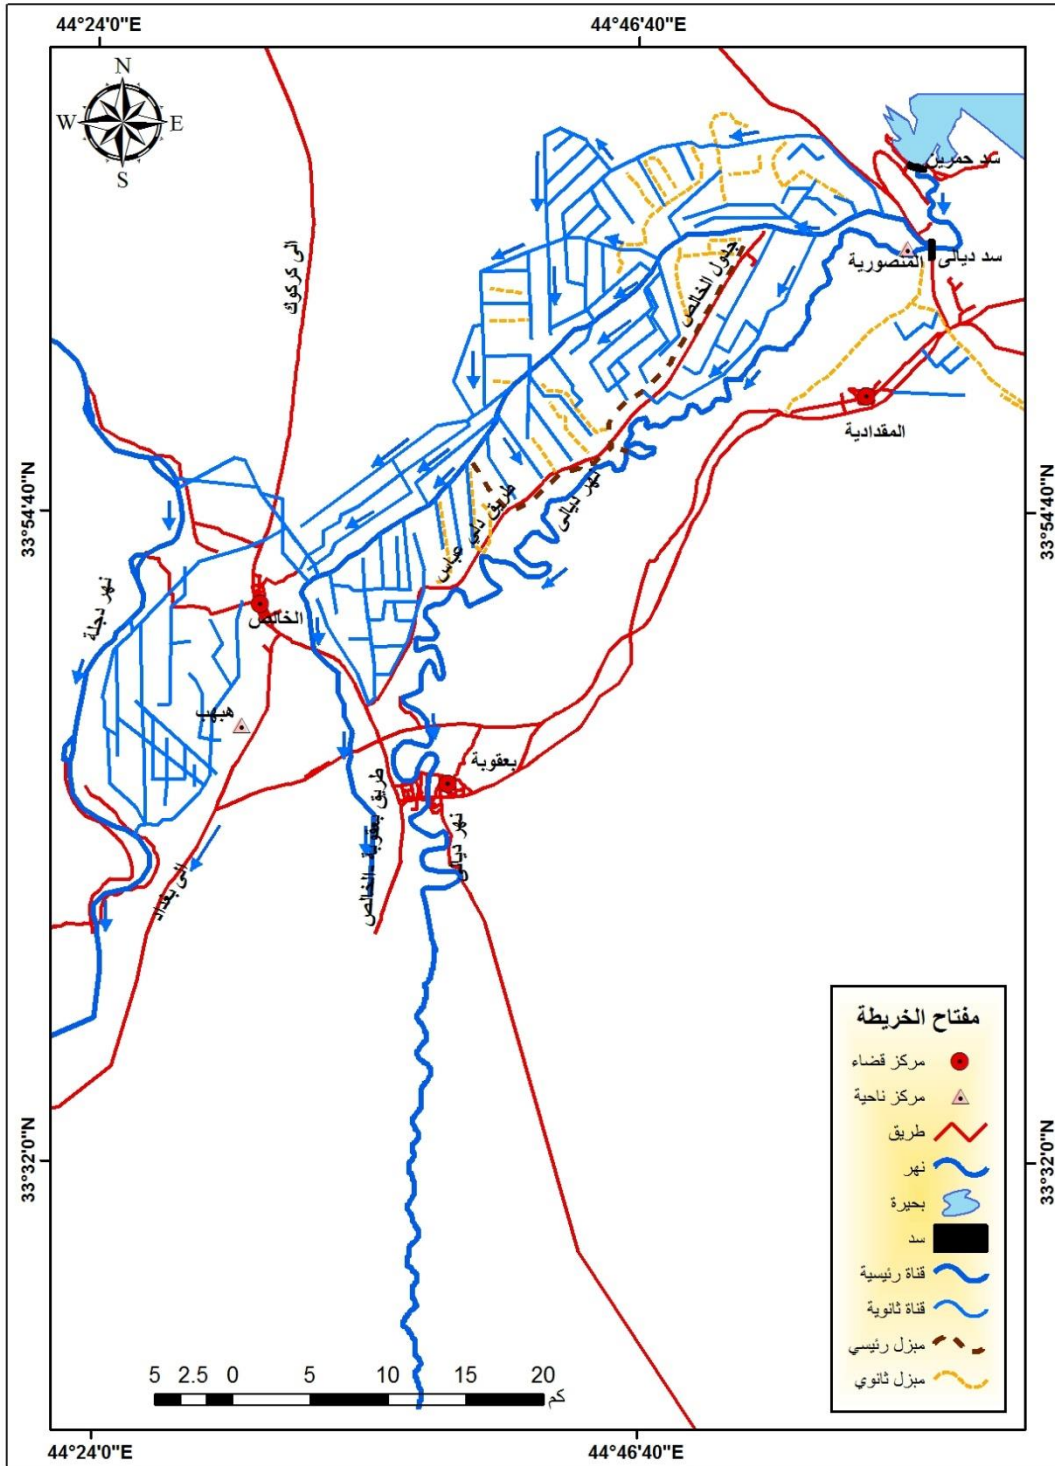 44°24'0"E
44°46'40"E
N
W
E
S
سد حمرين
المنصورية
سد ديالى
الى كركوك
جدول الخالص
المقدادية
33°54'40"N
33°54'40"N
نهر ديالى
طريق دلي عباس
نهر دجلة
الخالص
هبهب
بعقوبة
طريق بعقوبة ـ الخالص
نهر ديالى
الى بغداد
مفتاح الخريطة
مركز قضاء
مركز ناحية
طريق
نهر
بحيرة
سد
قناة رئيسية
قناة ثانوية
مبزل رئيسي
مبزل ثانوي
33°32'0"N
33°32'0"N
5 2.5 0 5 10 15 20
كم
44°24'0"E
44°46'40"E